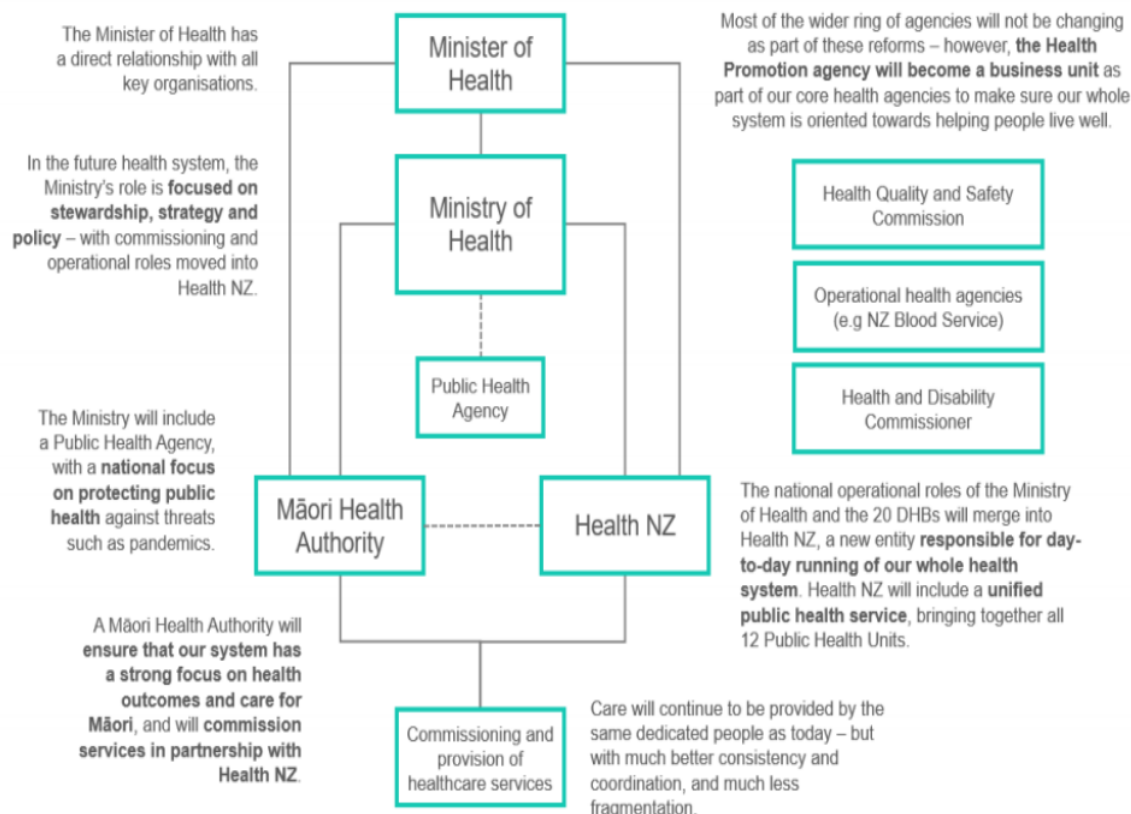 The Minister of Health has
a direct relationship with all
key organisations.
Minister of
Health
Most of the wider ring of agencies will not be changing
as part of these reforms – however, the Health
Promotion agency will become a business unit as
part of our core health agencies to make sure our whole
system is oriented towards helping people live well.
In the future health system, the
Ministry's role is focused on
stewardship, strategy and
policy – with commissioning and
operational roles moved into
Health NZ.
Ministry of
Health
Health Quality and Safety
Commission
Operational health agencies
(e.g NZ Blood Service)
Health and Disability
Commissioner
Public Health
Agency
The Ministry will include
a Public Health Agency,
with a national focus
on protecting public
health against threats
such as pandemics.
Māori Health
Authority
Health NZ
The national operational roles of the Ministry
of Health and the 20 DHBs will merge into
Health NZ, a new entity responsible for day-
to-day running of our whole health
system. Health NZ will include a unified
public health service, bringing together all
12 Public Health Units.
A Māori Health Authority will
ensure that our system has
a strong focus on health
outcomes and care for
Māori, and will commission
services in partnership with
Health NZ.
Commissioning and
provision of
healthcare services
Care will continue to be provided by the
same dedicated people as today – but
with much better consistency and
coordination, and much less
fragmentation.